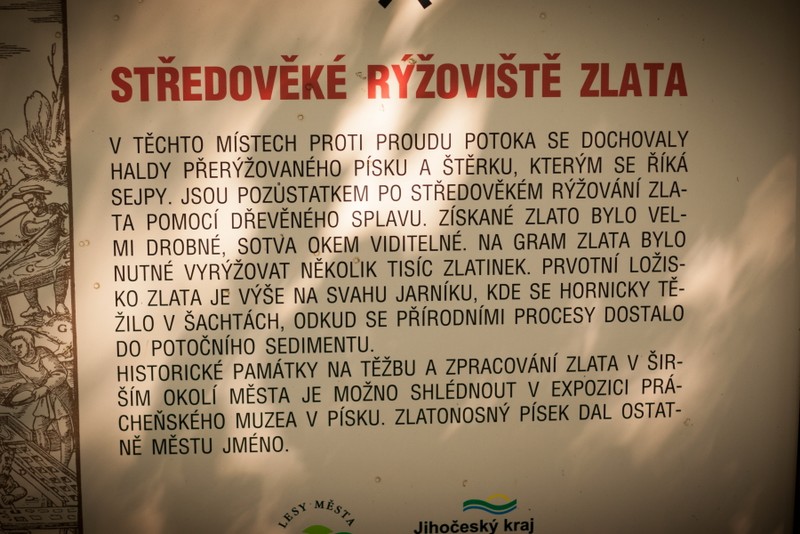 STŘEDOVĚKÉ RÝŽOVIŠTĚ ZLATA
V TĚCHTO MÍSTECH PROTI PROUDU POTOKA SE DOCHOVALY
HALDY PŘERÝŽOVANÉHO PÍSKU A ŠTĚRKU, KTERÝM SE ŘÍKÁ
SEJPY. JSOU POZŮSTATKEM PO STŘEDOVĚKÉM RÝŽOVÁNÍ ZLA-
TA POMOCÍ DŘEVĚNÉHO SPLAVU. ZÍSKANÉ ZLATO BYLO VEL-
MI DROBNÉ, SOTVA OKEM VIDITELNÉ. NA GRAM ZLATA BYLO
NUTNÉ VYRÝŽOVAT NĚKOLIK TISÍC ZLATINEK. PRVOTNÍ LOŽIS-
KO ZLATA JE VÝŠE NA SVAHU JARNÍKU, KDE SE HORNICKY TĚ-
ŽILO V ŠACHTÁCH, ODKUD SE PŘÍRODNÍMI PROCESY DOSTALO
DO POTOČNÍHO SEDIMENTU.
HISTORICKÉ PAMÁTKY NA TĚŽBU A ZPRACOVÁNÍ ZLATA V ŠIR-
ŠÍM OKOLÍ MĚSTA JE MOŽNO SHLÉDNOUT V EXPOZICI PRÁ-
CHEŇSKÉHO MUZEA V PÍSKU. ZLATONOSNÝ PÍSEK DAL OSTAT-
NĚ MĚSTU JMÉNO.
LESY MĚSTA
Jihočeský kraj